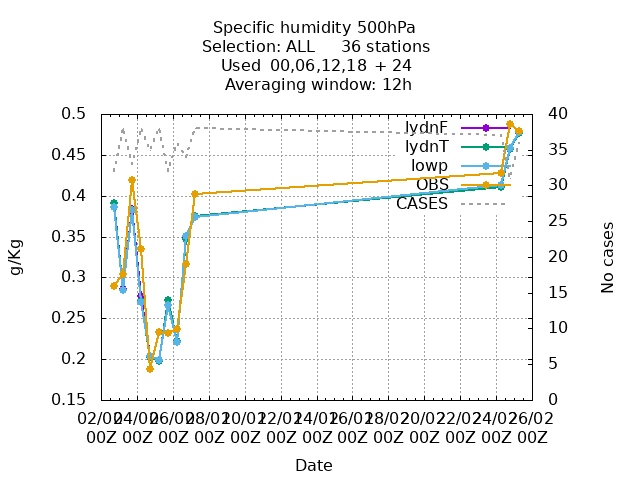 Specific humidity 500hPa
Selection: ALL     36 stations
Used  00,06,12,18  + 24
Averaging window: 12h
g/Kg
0.5
0.45
0.4
0.35
0.3
0.25
0.2
0.15
lydnF
lydnT
lowp
OBS
CASES
40
35
30
25
20
15
10
5
0
No cases
02/02 04/02 06/02 08/02 10/02 12/02 14/02 16/02 18/02 20/02 22/02 24/02 26/02
00Z 00Z 00Z 00Z 00Z 00Z 00Z 00Z 00Z 00Z 00Z 00Z 00Z
Date